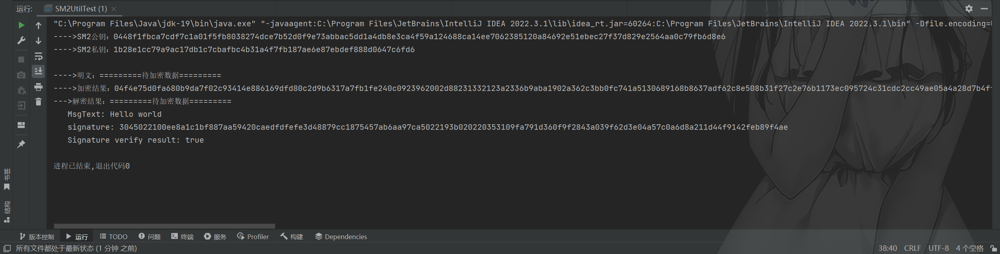 运行: SM2UtilTest (1)
"C:\Program Files\Java\jdk-19\bin\java.exe" "-javaagent:C:\Program Files\JetBrains\IntelliJ IDEA 2022.3.1\lib\idea_rt.jar=60264:C:\Program Files\JetBrains\IntelliJ IDEA 2022.3.1\bin" -Dfile.encoding=
---->SM2公钥：0448f1fbca7cdf7c1a01f5fb8038274dce7b52d0f9e73abbac5dd1a4db8e3ca4f59a124688ca14ee7062385120a84692e51ebec27f37d829e2564aa0c79fb6d8e6
---->SM2私钥：1b28e1cc79a9ac17db1c7cbafbc4b31a4f7fb187ae6e87ebdef888d0647c6fd6
---->明文：=========待加密数据=========
---->加密结果：04f4e75d0fa680b9da7f02c93414e886169dfd80c2d9b6317a7fb1fe240c0923962002d88231332123a2336b9aba1902a362c3bb0fc741a5130689168b8637adf62c8e508b31f27c2e76b1173ec095724c31cdc2cc49ae05a4a28d7b4f
--->解密结果：=========待加密数据=========
MsgText: Hello world
signature: 3045022100ee8a1c1bf887aa59420caedfdfefe3d48879cc1875457ab6aa97ca5022193b020220353109fa791d360f9f2843a039f62d3e04a57c0a6d8a211d44f9142feb89f4ae
Signature verify result: true
进程已结束,退出代码0
书签
结构
版本控制 运行 TODO 问题 终端 服务 Profiler 构建 Dependencies
所有文件都处于最新状态 (1 分钟 之前) 38:40 CRLF UTF-8 4 个空格